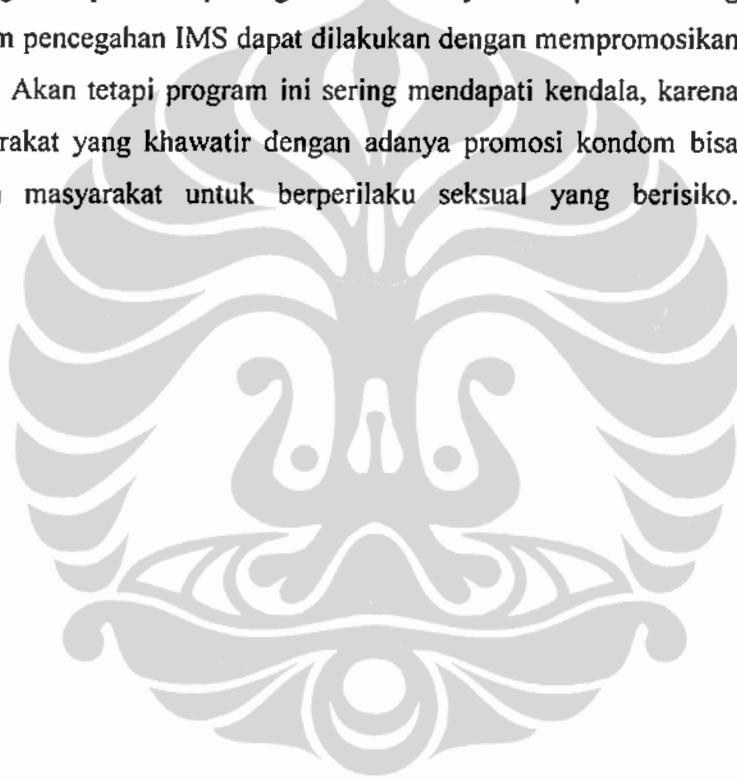 m pencegahan IMS dapat dilakukan dengan mempromosikan
Akan tetapi program ini sering mendapati kendala, karena
rakat yang khawatir dengan adanya promosi kondom bisa
masyarakat untuk berperilaku seksual yang berisiko.